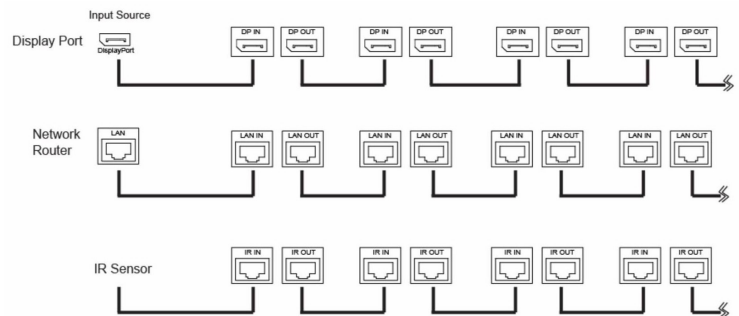 Input Source
Display Port
DisplayPort
DP IN DP OUT DP IN DP OUT DP IN DP OUT DP IN DP OUT
Network
Router
LAN LAN IN LAN OUT LAN IN LAN OUT LAN IN LAN OUT LAN IN LAN OUT
IR Sensor
IR IN IR OUT IR IN IR OUT IR IN IR OUT IR IN IR OUT